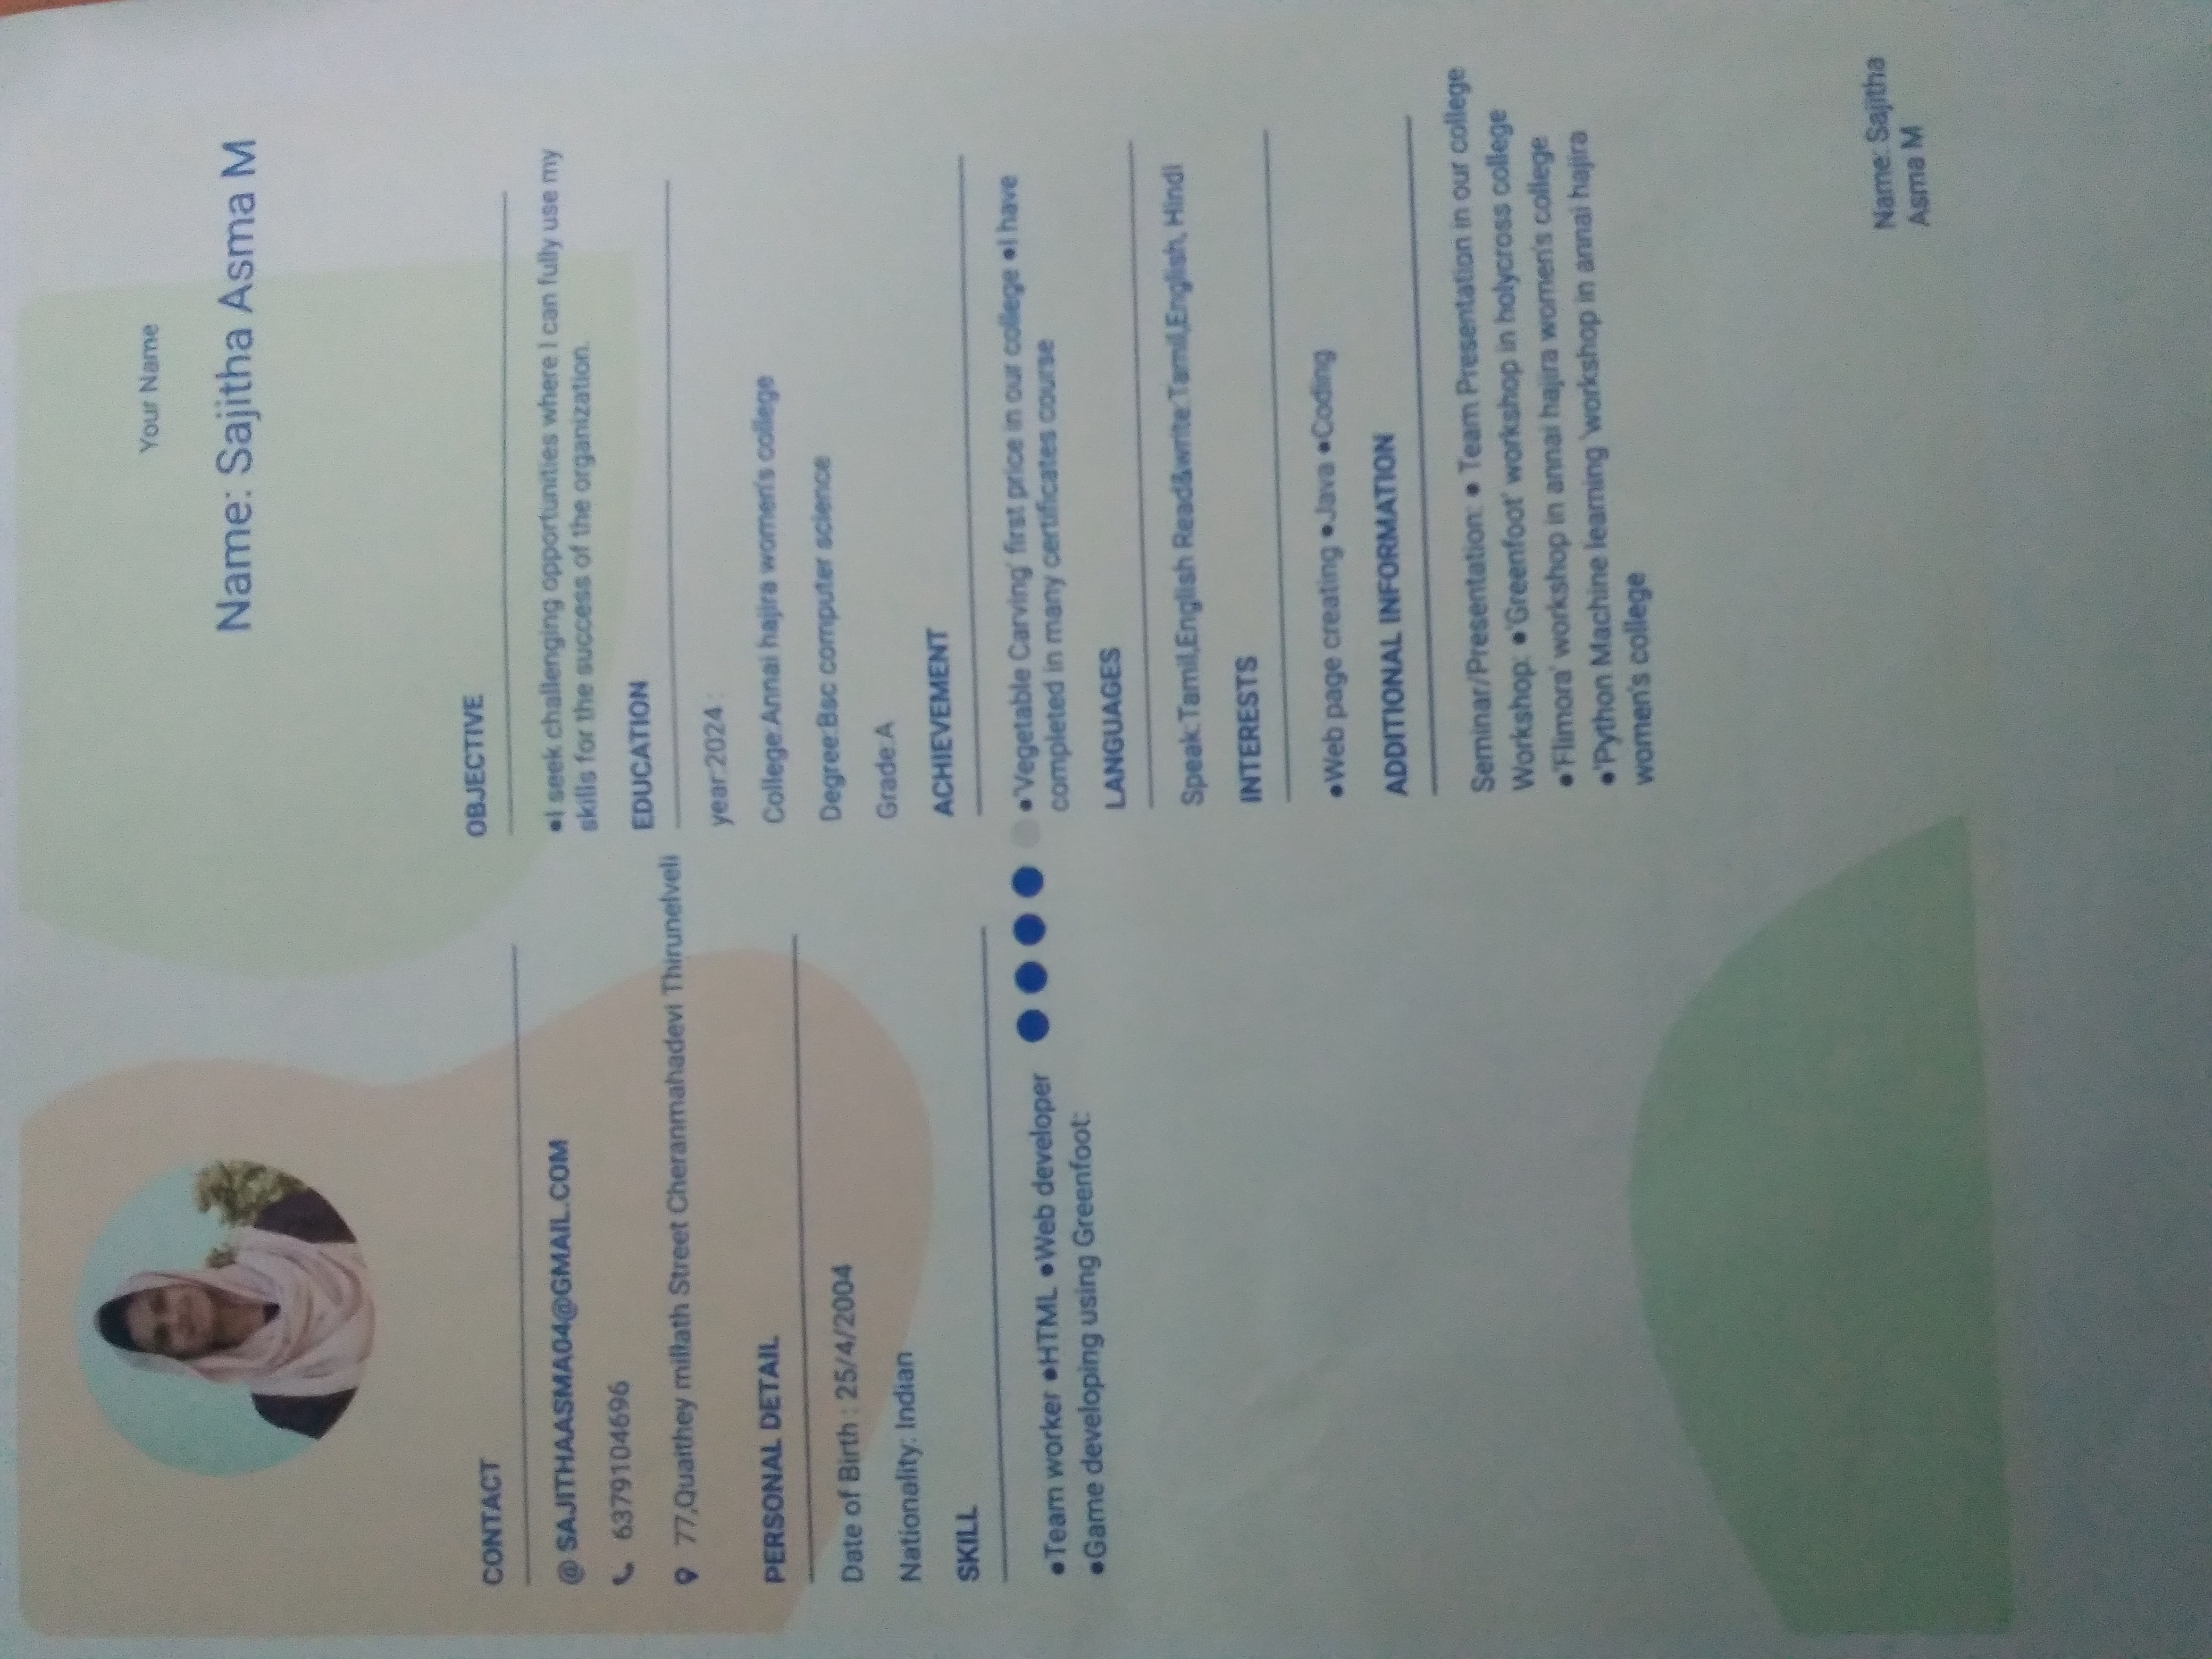 Your Name
Name: Sajitha Asma M
CONTACT
@ SAJITHAASMA04@GMAIL.COM
6379104696
77,Quaithey millath Street Cheranmahadevi Thirunelveli
PERSONAL DETAIL
Date of Birth : 25/4/2004
Nationality: Indian
SKILL
●Team worker ●HTML ●Web developer
●Game developing using Greenfoot:
OBJECTIVE
●I seek challenging opportunities where I can fully use my
skills for the success of the organization.
EDUCATION
year:2024 :
College:Annai hajira women's college
Degree:Bsc computer science
Grade:A
ACHIEVEMENT
●'Vegetable Carving' first price in our college ●I have
completed in many certificates course
LANGUAGES
Speak:Tamil,English Read&write:Tamil,English, Hindi
INTERESTS
●Web page creating ●Java ●Coding
ADDITIONAL INFORMATION
Seminar/Presentation: ● Team Presentation in our college
Workshop: ●'Greenfoot' workshop in holycross college
●'Flimora' workshop in annai hajira women's college
●'Python Machine learning 'workshop in annai hajira
women's college
Name: Sajitha
Asma M